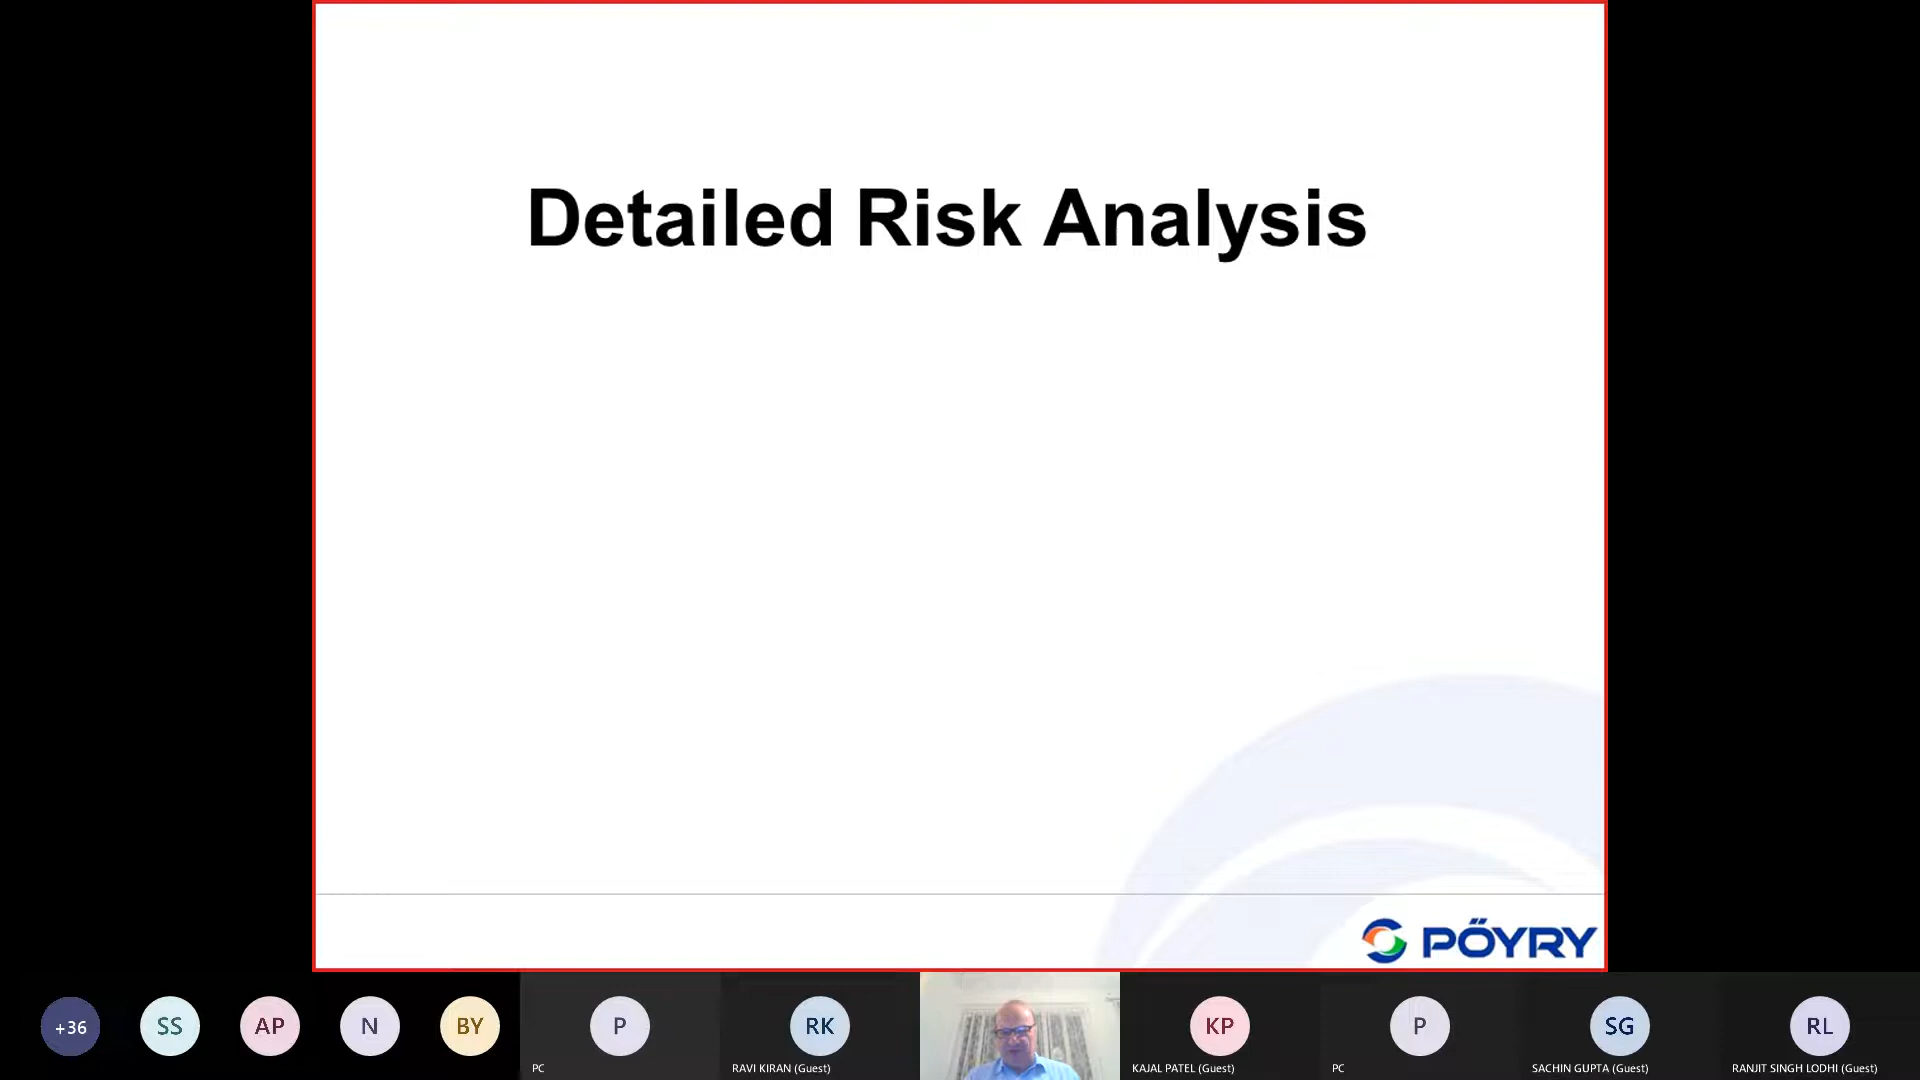 Detailed Risk Analysis
PŐYRY
+36
SS
AP
N
BY
P
RK
KP
P
SG
RL
PC
RAVI KIRAN (Guest)
KAJAL PATEL (Guest)
PC
SACHIN GUPTA (Guest)
RANJIT SINGH LODHI (Guest)